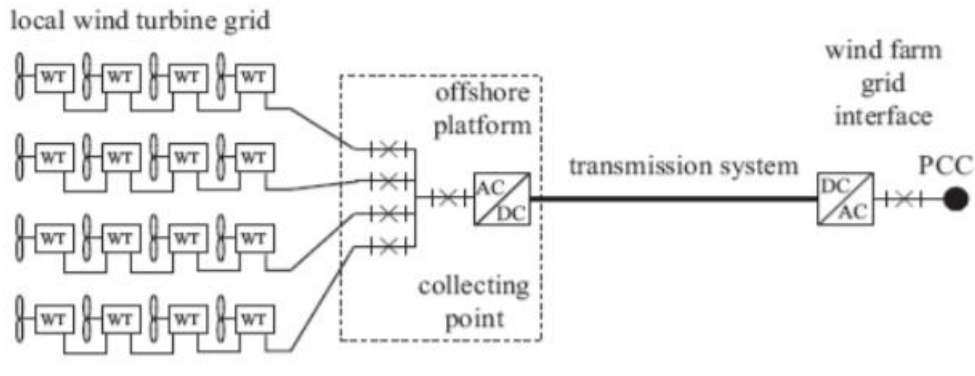 local wind turbine grid
WT WT WT WT
WT WT WT WT
WT WT WT WT
WT WT WT WT
offshore
platform
AC
DC
collecting
point
transmission system
wind farm
grid
interface
DC
AC
PCC